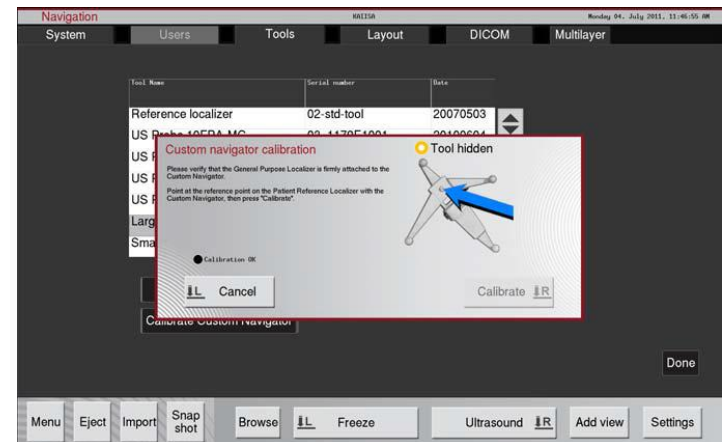 Navigation
KAIISA
Monday 04. July 2011, 11:46:55 AM
System
Users
Tools
Layout
DICOM
Multilayer
Tool Name
Serial number
Date
Reference localizer
02-std-tool
20070503
Custom navigator calibration
Tool hidden
Please verify that the General Purpose Localizer is firmly attached to the
Custom Navigator.
Point at the reference point on the Patient Reference Localizer with the
Custom Navigator, then press "Calibrate".
Calibration OK
L Cancel
Calibrate R
Calibrate Custom Navigator
Done
Menu
Eject
Import
Snap
shot
Browse
L Freeze
Ultrasound R
Add view
Settings